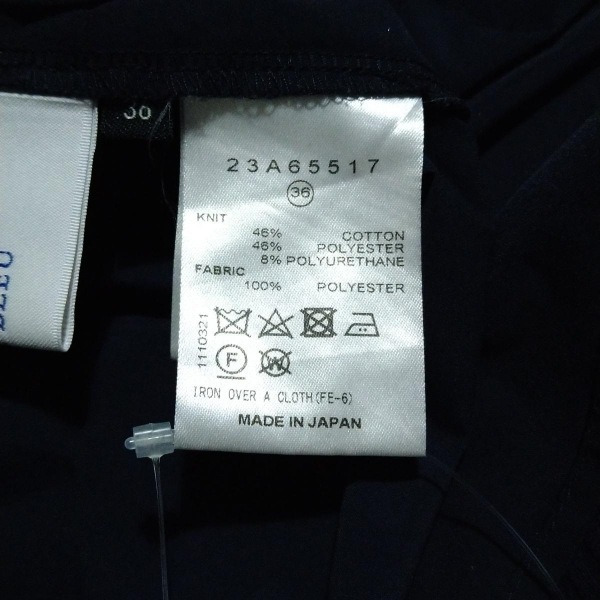 36
23A65517
36
KNIT
46% COTTON
46% POLYESTER
8% POLYURETHANE
FABRIC
100% POLYESTER
1110321
F
W
IRON OVER A CLOTH(FE-6)
MADE IN JAPAN